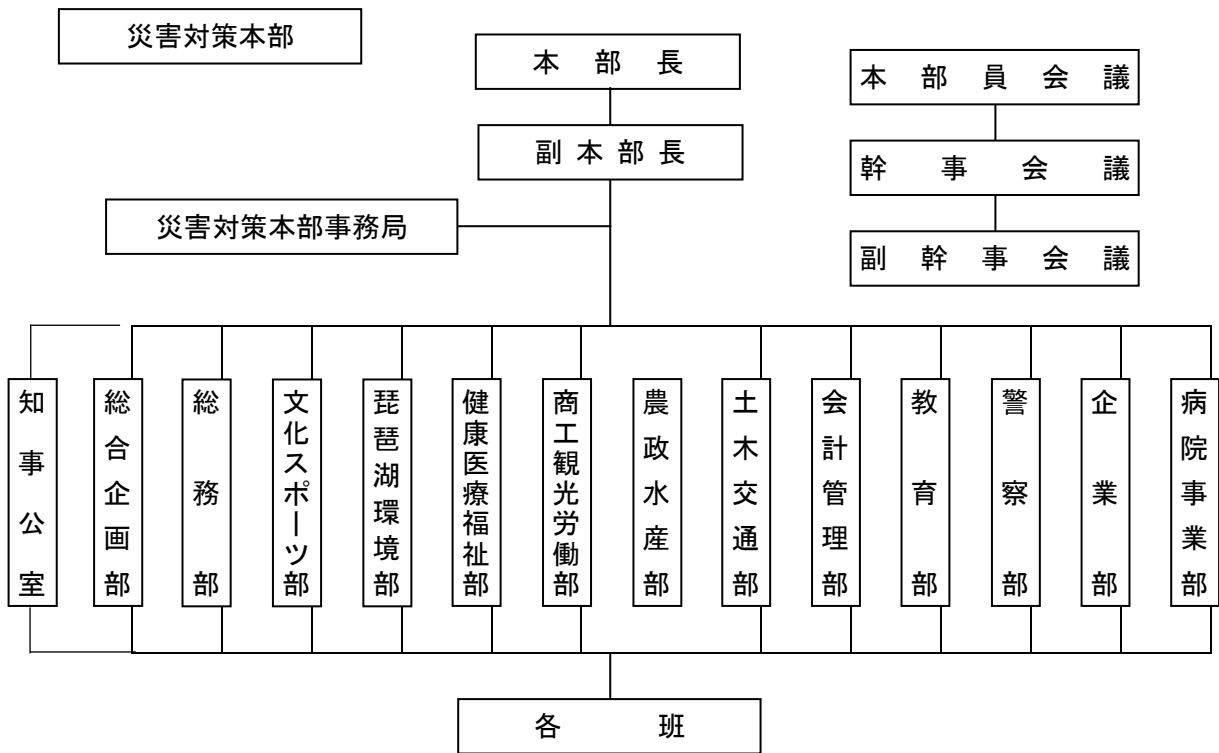 災害対策本部
本部長
副本部長
災害対策本部事務局
本部員会議
幹事会議
副幹事会議
知事公室
総合企画部
総務部
文化スポーツ部
琵琶湖環境部
健康医療福祉部
商工観光労働部
農政水産部
土木交通部
会計管理部
教育部
警察部
企業部
病院事業部
各班